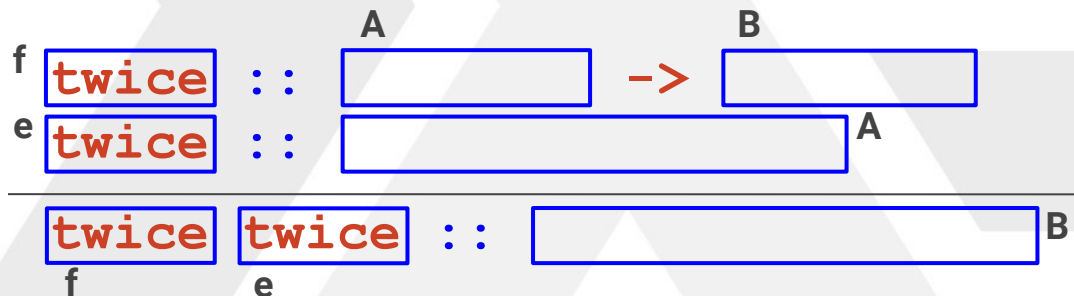 A B
f twice :: ->
e twice :: A
twice twice :: B
f e